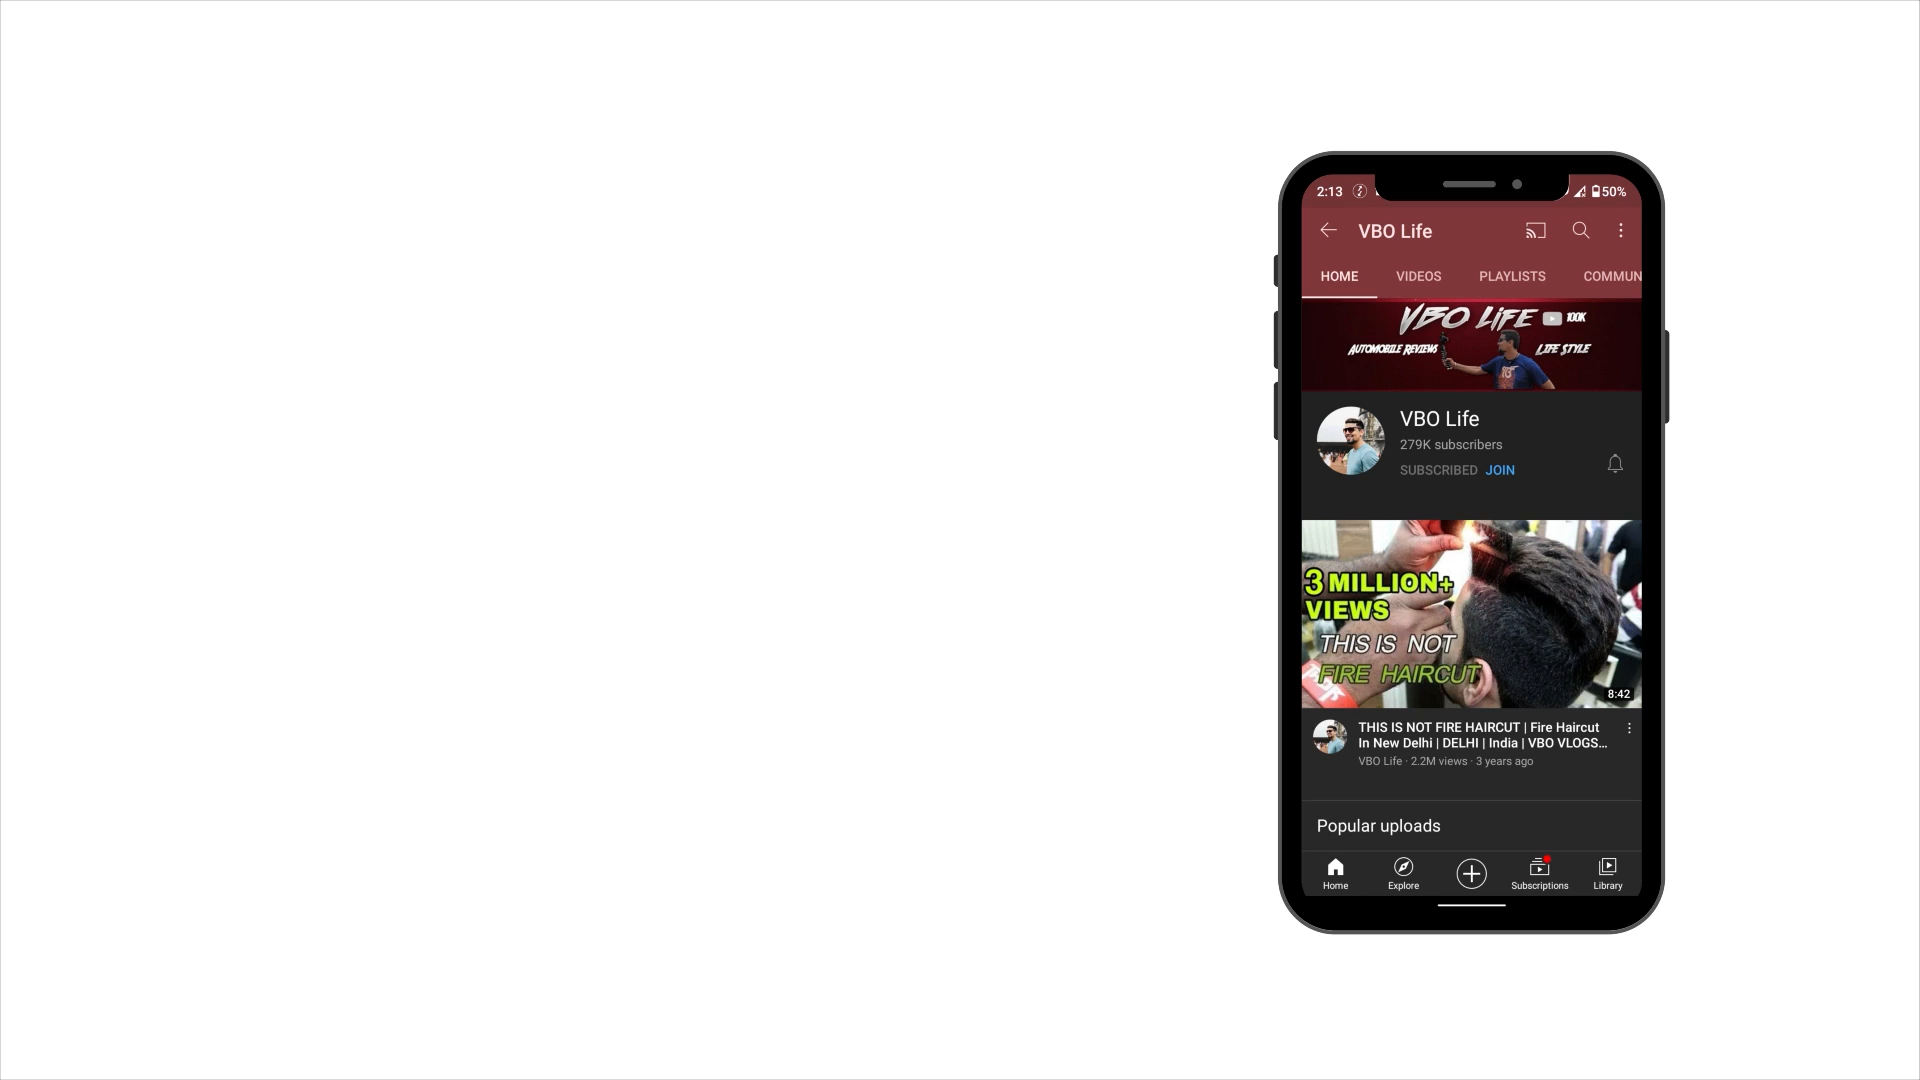 2:13
50%
VBO Life
HOME VIDEOS PLAYLISTS COMMUN
VBO LIFE 100K
AUTOMOBILE REVIEWS LIFE STYLE
VBO Life
279K subscribers
SUBSCRIBED JOIN
3 MILLION+
VIEWS
THIS IS NOT
FIRE HAIRCUT
8:42
THIS IS NOT FIRE HAIRCUT | Fire Haircut
In New Delhi | DELHI | India | VBO VLOGS...
VBO Life · 2.2M views · 3 years ago
Popular uploads
Home Explore Subscriptions Library